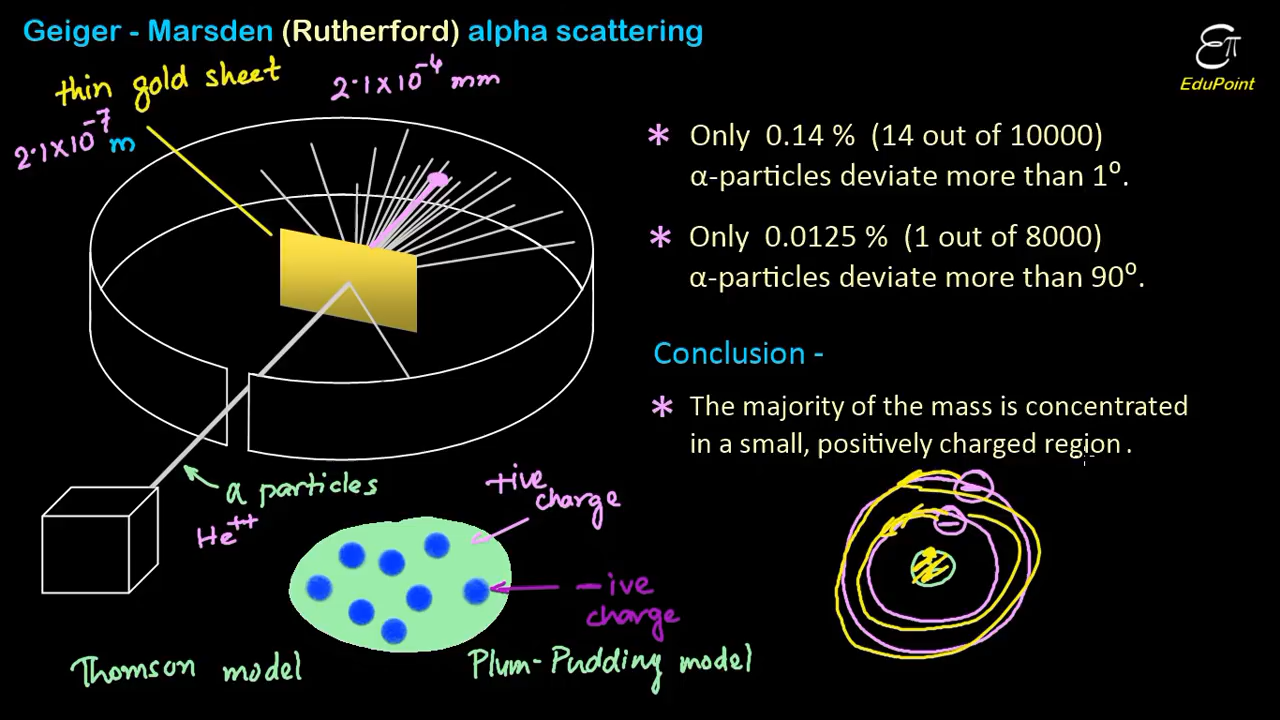 Geiger - Marsden (Rutherford) alpha scattering
Eπ
EduPoint
thin gold sheet
2.1x10⁻⁴ mm
2.1x10⁻⁷ m
* Only 0.14 % (14 out of 10000)
α-particles deviate more than 1⁰.
* Only 0.0125 % (1 out of 8000)
α-particles deviate more than 90⁰.
Conclusion -
* The majority of the mass is concentrated
in a small, positively charged region .
α particles
He⁺⁺
+ive
charge
-ive
charge
Thomson model
Plum-Pudding model